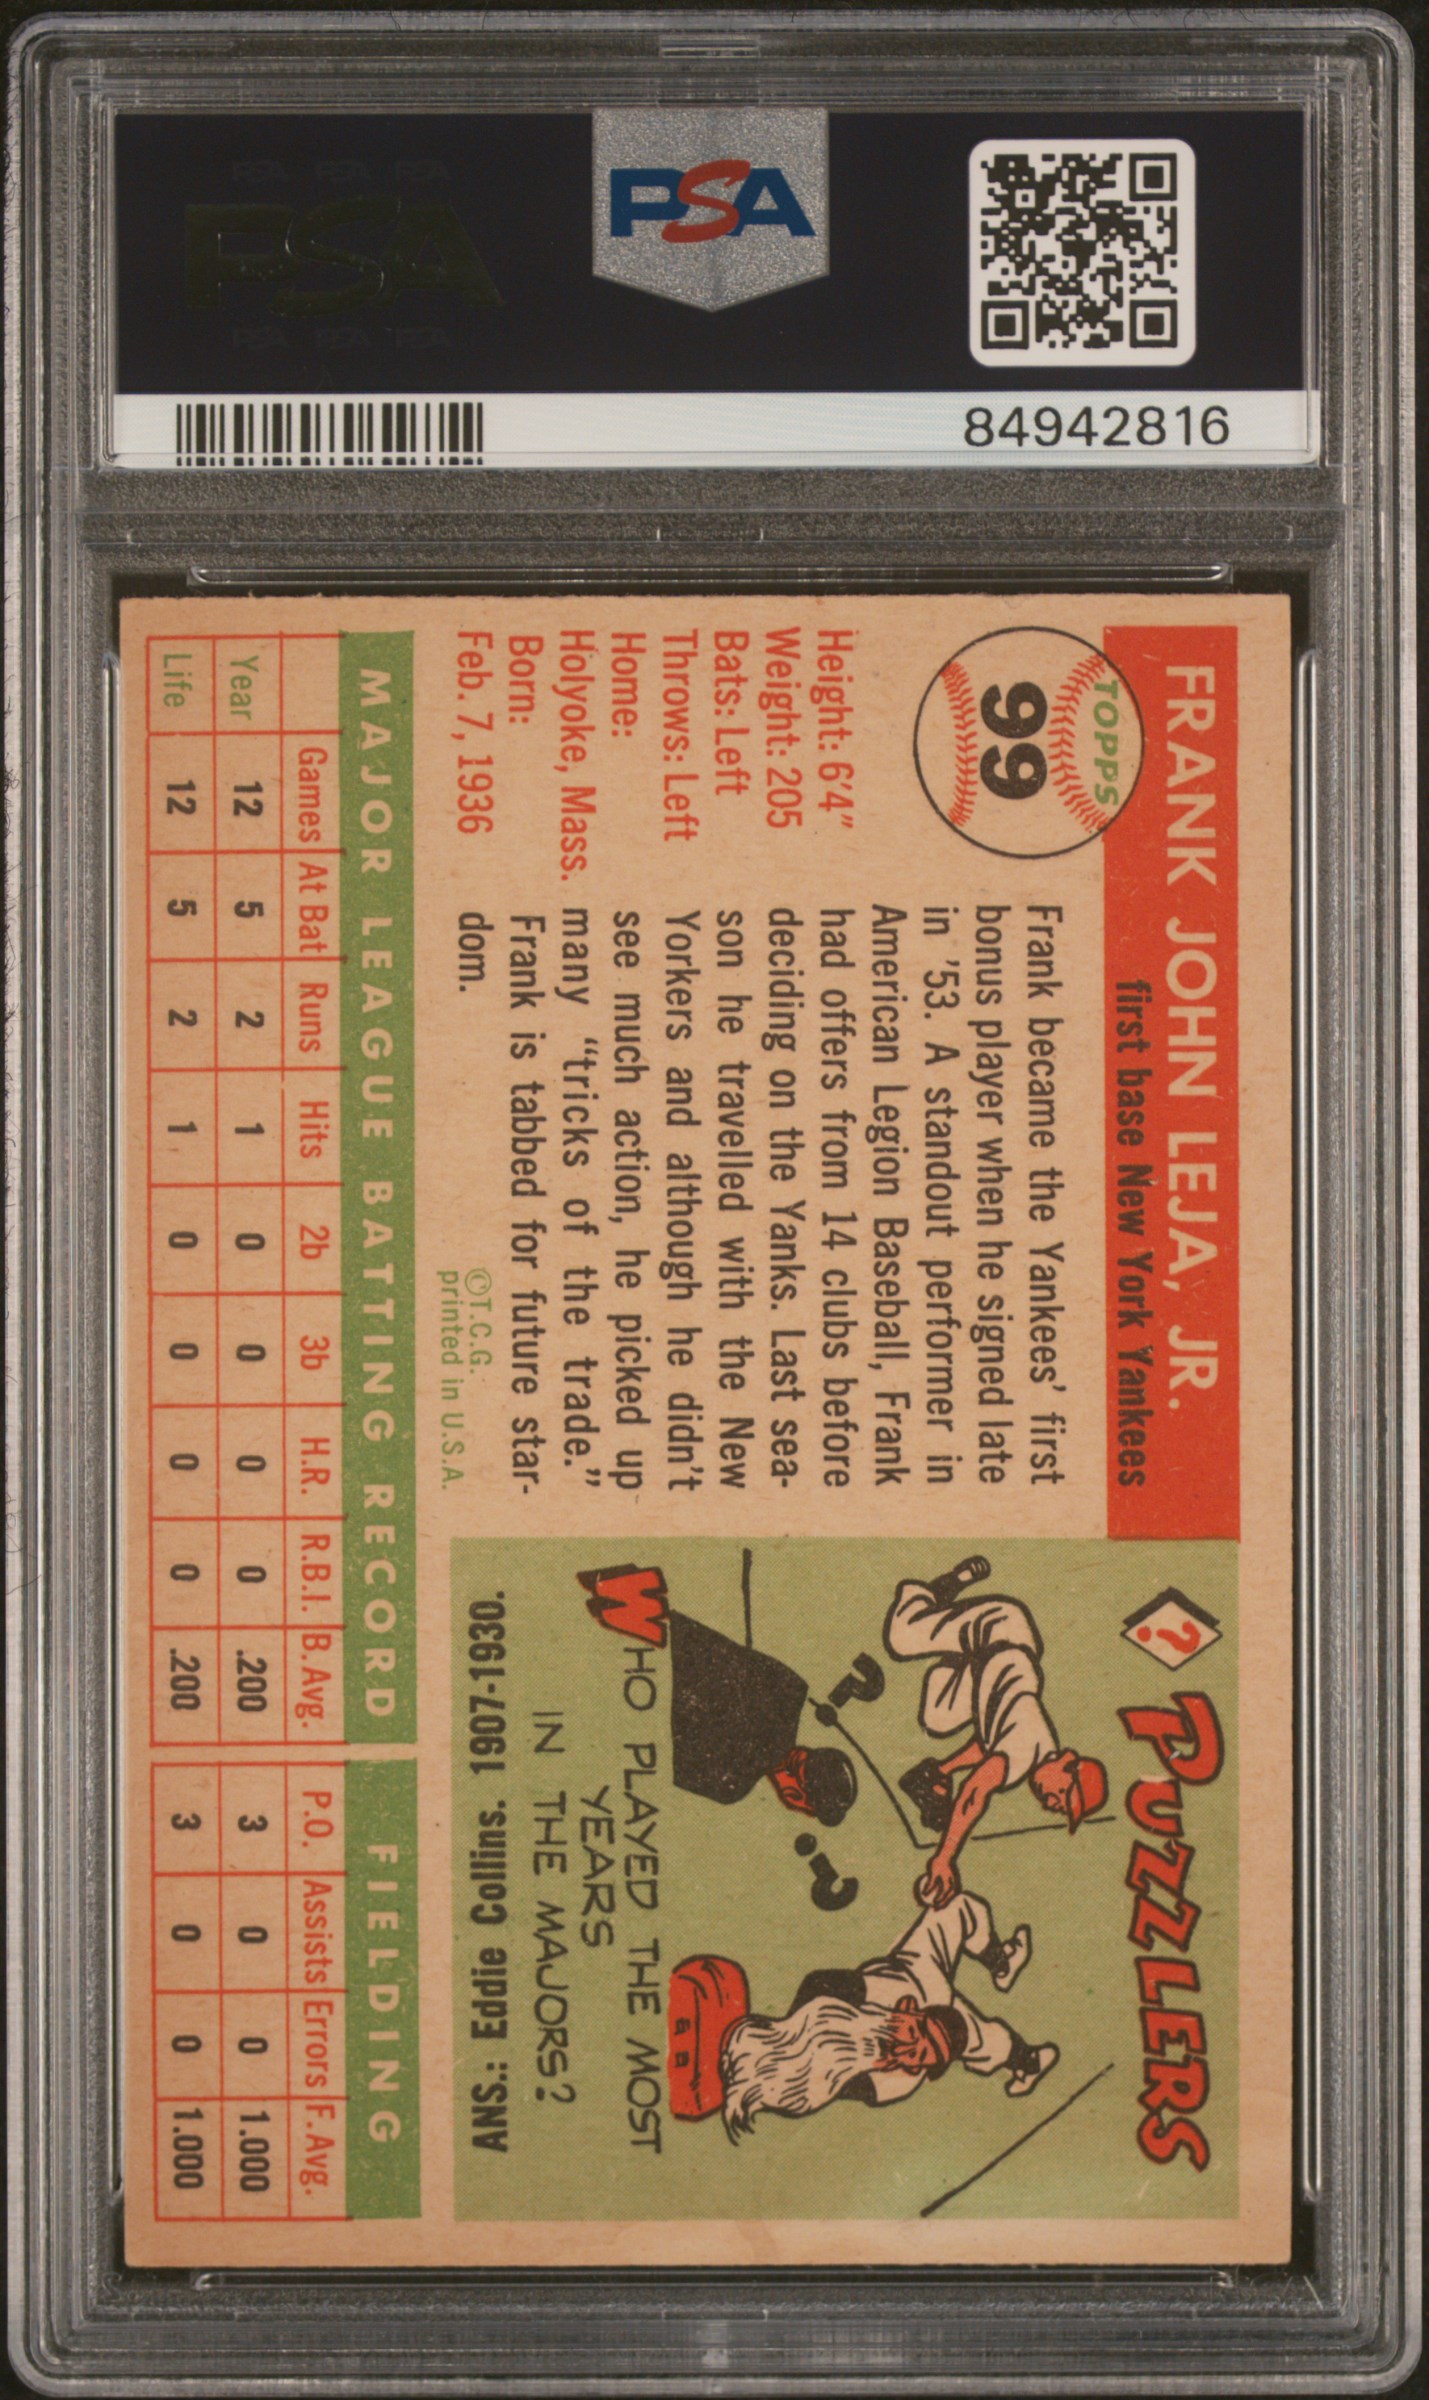 PSA PSA PSA
PSA
PSA PSA PSA
PSA
84942816
FRANK JOHN LEJA, JR.
first base New York Yankees
TOPPS
99
Height: 6'4"
Weight: 205
Bats: Left
Throws: Left
Home:
Holyoke, Mass.
Born:
Feb. 7, 1936
Frank became the Yankees' first
bonus player when he signed late
in '53. A standout performer in
American Legion Baseball, Frank
had offers from 14 clubs before
deciding on the Yanks. Last sea-
son he travelled with the New
Yorkers and although he didn't
see much action, he picked up
many "tricks of the trade."
Frank is tabbed for future star-
dom.
©T.C.G.
printed in U.S.A.
? PUZZLERS
? ?
WHO PLAYED THE MOST
YEARS
IN THE MAJORS?
ANS.: Eddie Collins. 1907-1930.
MAJOR LEAGUE BATTING RECORD FIELDING
Games At Bat Runs Hits 2b 3b H.R. R.B.I. B.Avg. P.O. Assists Errors F.Avg.
Year 12 5 2 1 0 0 0 0 .200 3 0 0 1.000
Life 12 5 2 1 0 0 0 0 .200 3 0 0 1.000